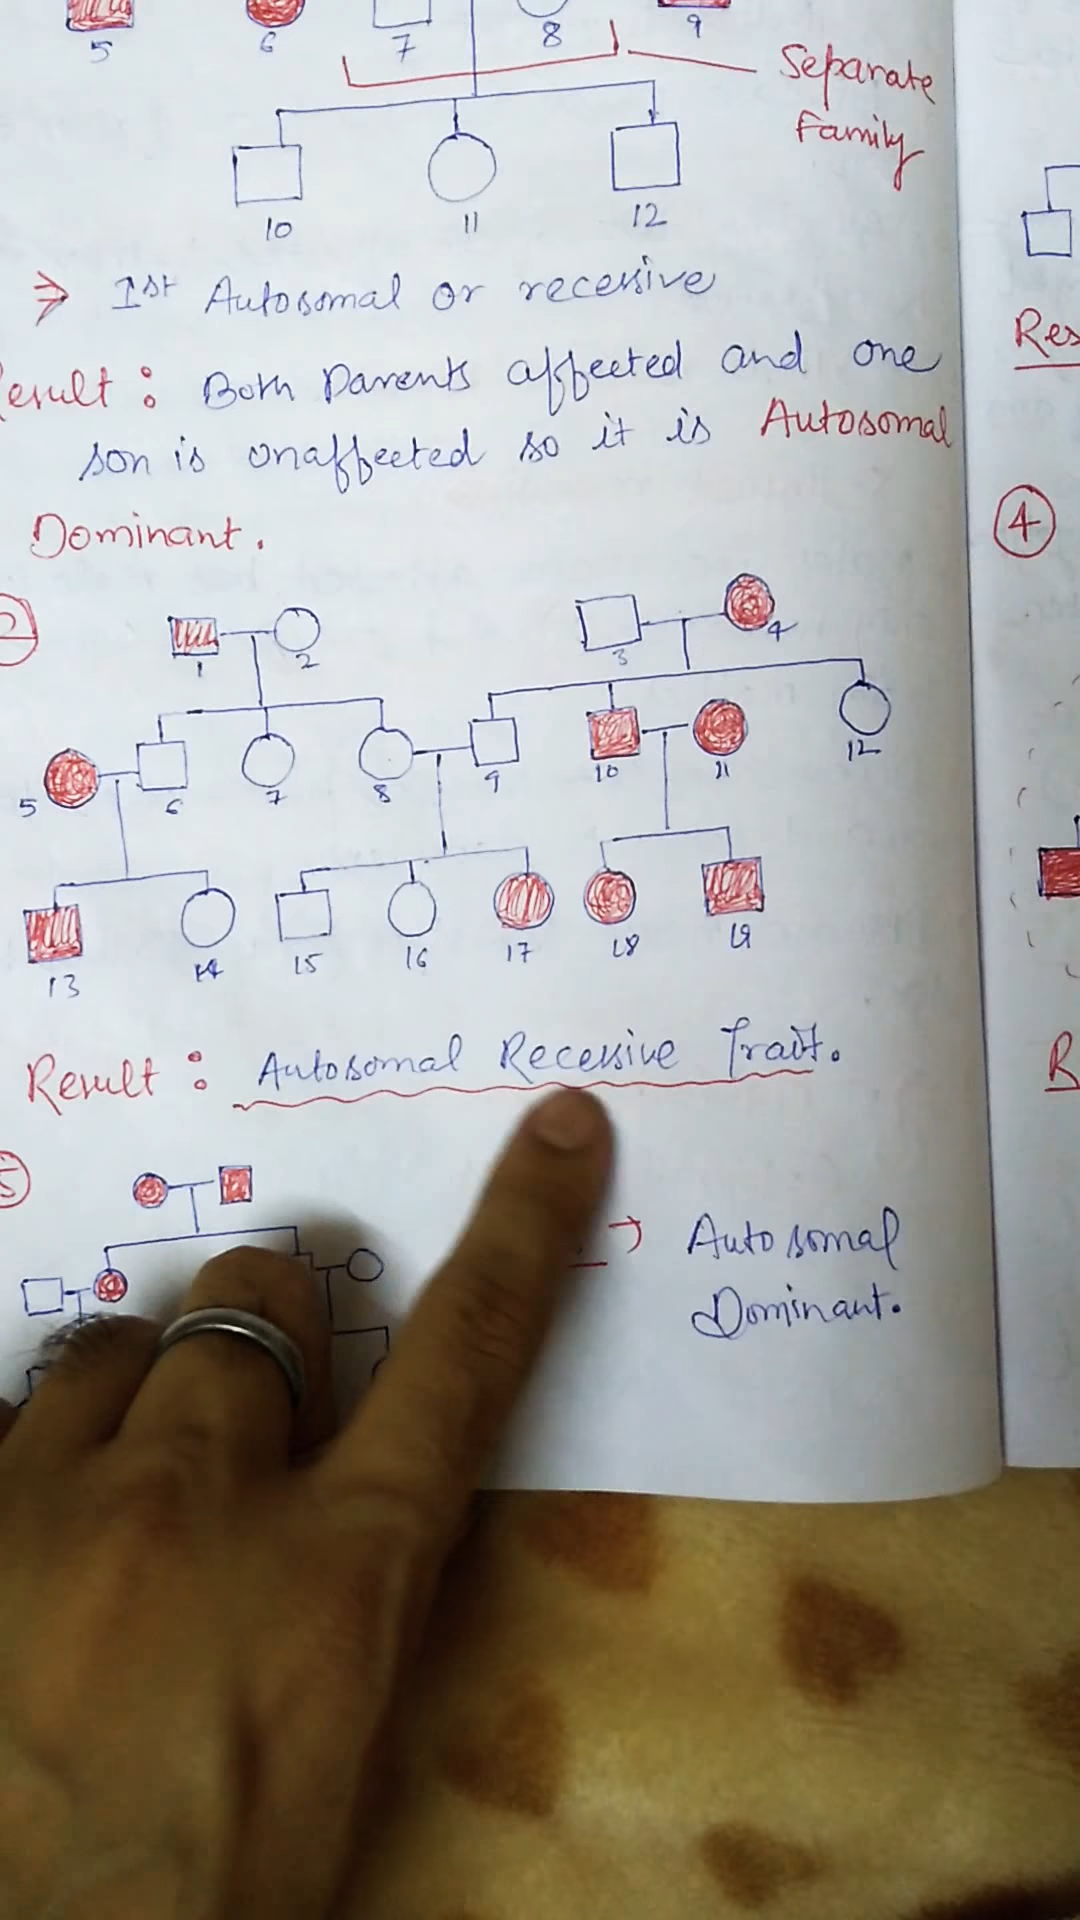 5 6 7 8 9
Separate
Family
10 11 12
⇒ 1st Autosomal or recessive
Result : Both Parents affected and one
son is unaffected so it is Autosomal
Dominant.
2
1 2 3 4
5 6 7 8 9 10 11 12
13 14 15 16 17 18 19
Result : Autosomal Recessive Trait.
5
→ Autosomal
Dominant.
Res
4
R